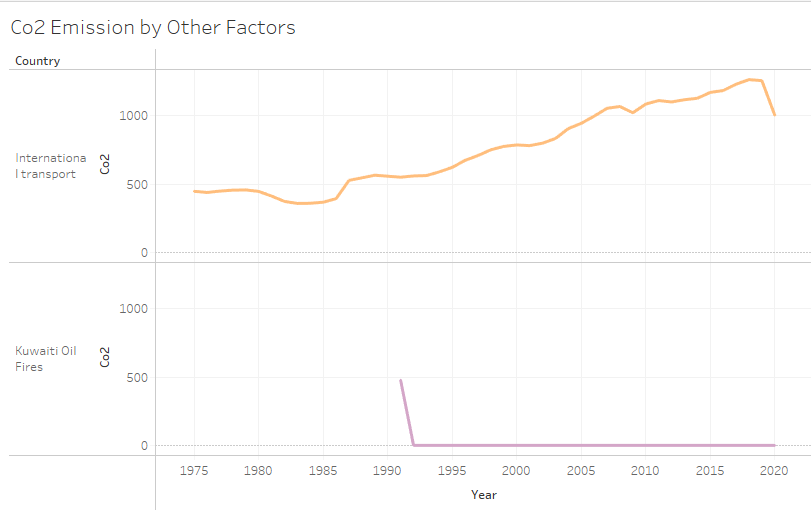 Co2 Emission by Other Factors
Country
Internationa
l transport
Co2
1000
500
0
Kuwaiti Oil
Fires
Co2
1000
500
0
1975 1980 1985 1990 1995 2000 2005 2010 2015 2020
Year